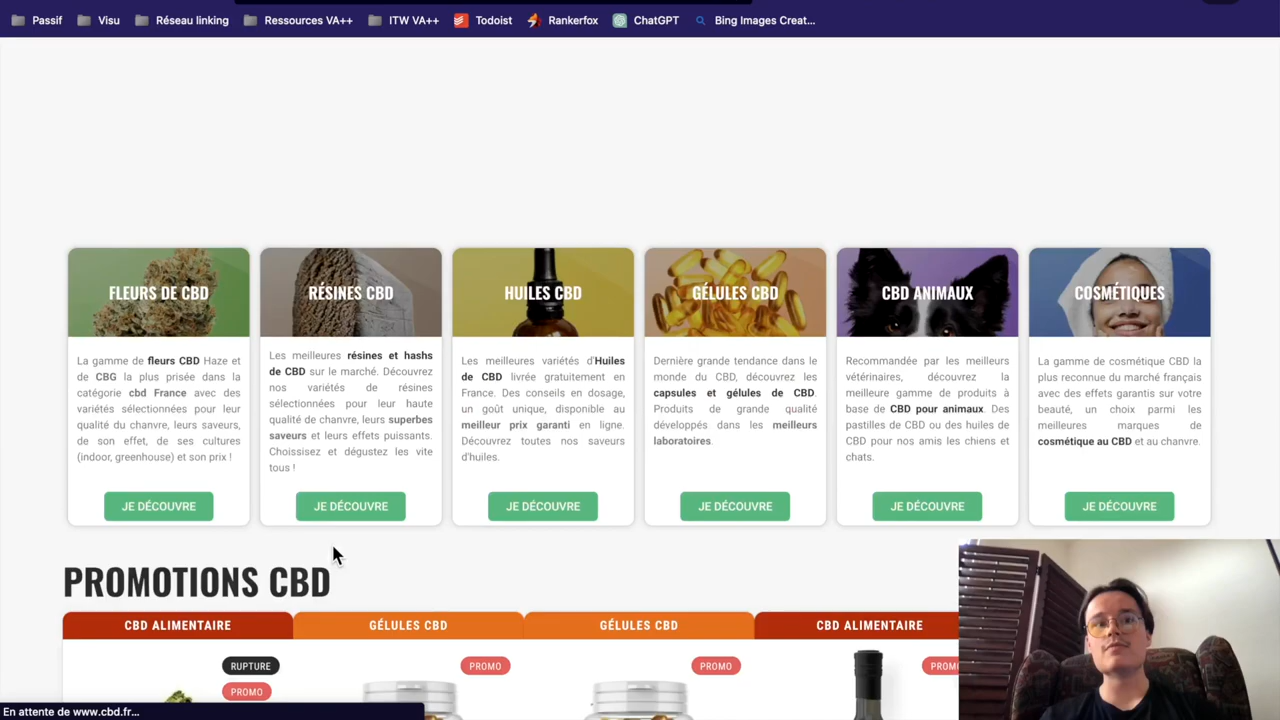 Passif Visu Réseau linking Ressources VA++ ITW VA++ Todoist Rankerfox ChatGPT Bing Images Creat...
FLEURS DE CBD
La gamme de fleurs CBD Haze et
de CBG la plus prisée dans la
catégorie cbd France avec des
variétés sélectionnées pour leur
qualité du chanvre, leurs saveurs,
de son effet, de ses cultures
(indoor, greenhouse) et son prix !
JE DÉCOUVRE
RÉSINES CBD
Les meilleures résines et hashs
de CBD sur le marché. Découvrez
nos variétés de résines
sélectionnées pour leur haute
qualité de chanvre, leurs superbes
saveurs et leurs effets puissants.
Choissisez et dégustez les vite
tous !
JE DÉCOUVRE
HUILES CBD
Les meilleures variétés d'Huiles
de CBD livrée gratuitement en
France. Des conseils en dosage,
un goût unique, disponible au
meilleur prix garanti en ligne.
Découvrez toutes nos saveurs
d'huiles.
JE DÉCOUVRE
GÉLULES CBD
Dernière grande tendance dans le
monde du CBD, découvrez les
capsules et gélules de CBD.
Produits de grande qualité
développés dans les meilleurs
laboratoires.
JE DÉCOUVRE
CBD ANIMAUX
Recommandée par les meilleurs
vétérinaires, découvrez la
meilleure gamme de produits à
base de CBD pour animaux. Des
pastilles de CBD ou des huiles de
CBD pour nos amis les chiens et
chats.
JE DÉCOUVRE
COSMÉTIQUES
La gamme de cosmétique CBD la
plus reconnue du marché français
avec des effets garantis sur votre
beauté, un choix parmi les
meilleures marques de
cosmétique au CBD et au chanvre.
JE DÉCOUVRE
PROMOTIONS CBD
CBD ALIMENTAIRE GÉLULES CBD GÉLULES CBD CBD ALIMENTAIRE
RUPTURE PROMO PROMO PROMO
PROMO
En attente de www.cbd.fr...